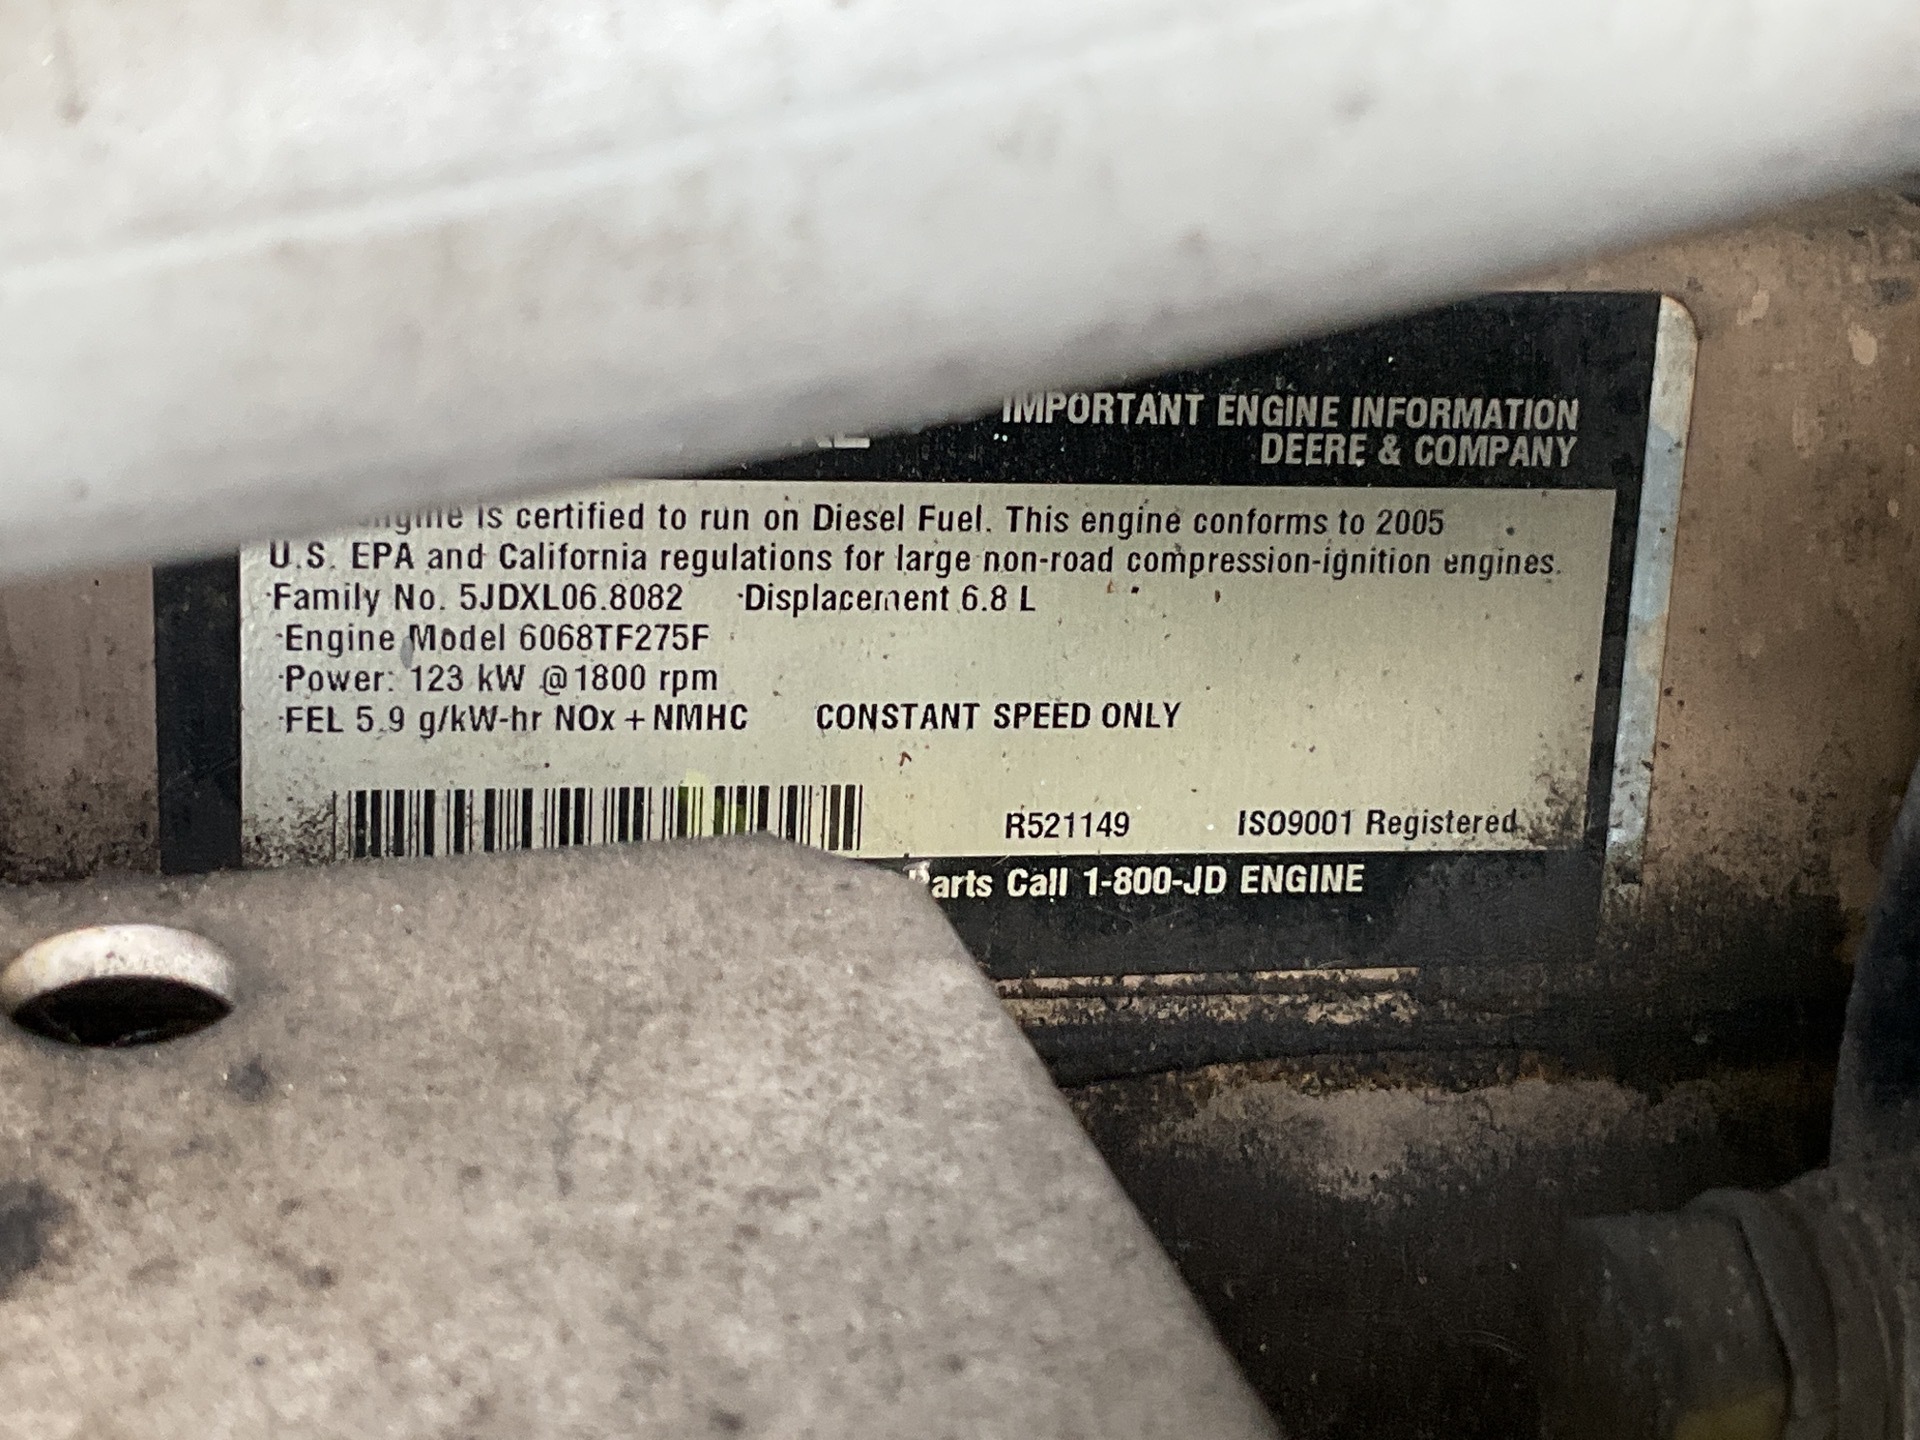 IMPORTANT ENGINE INFORMATION
DEERE & COMPANY
is certified to run on Diesel Fuel. This engine conforms to 2005
U.S. EPA and California regulations for large non-road compression-ignition engines.
·Family No. 5JDXL06.8082 ·Displacement 6.8 L
·Engine Model 6068TF275F
·Power: 123 kW @1800 rpm
·FEL 5.9 g/kW-hr NOx + NMHC CONSTANT SPEED ONLY
R521149 ISO9001 Registered
Parts Call 1-800-JD ENGINE